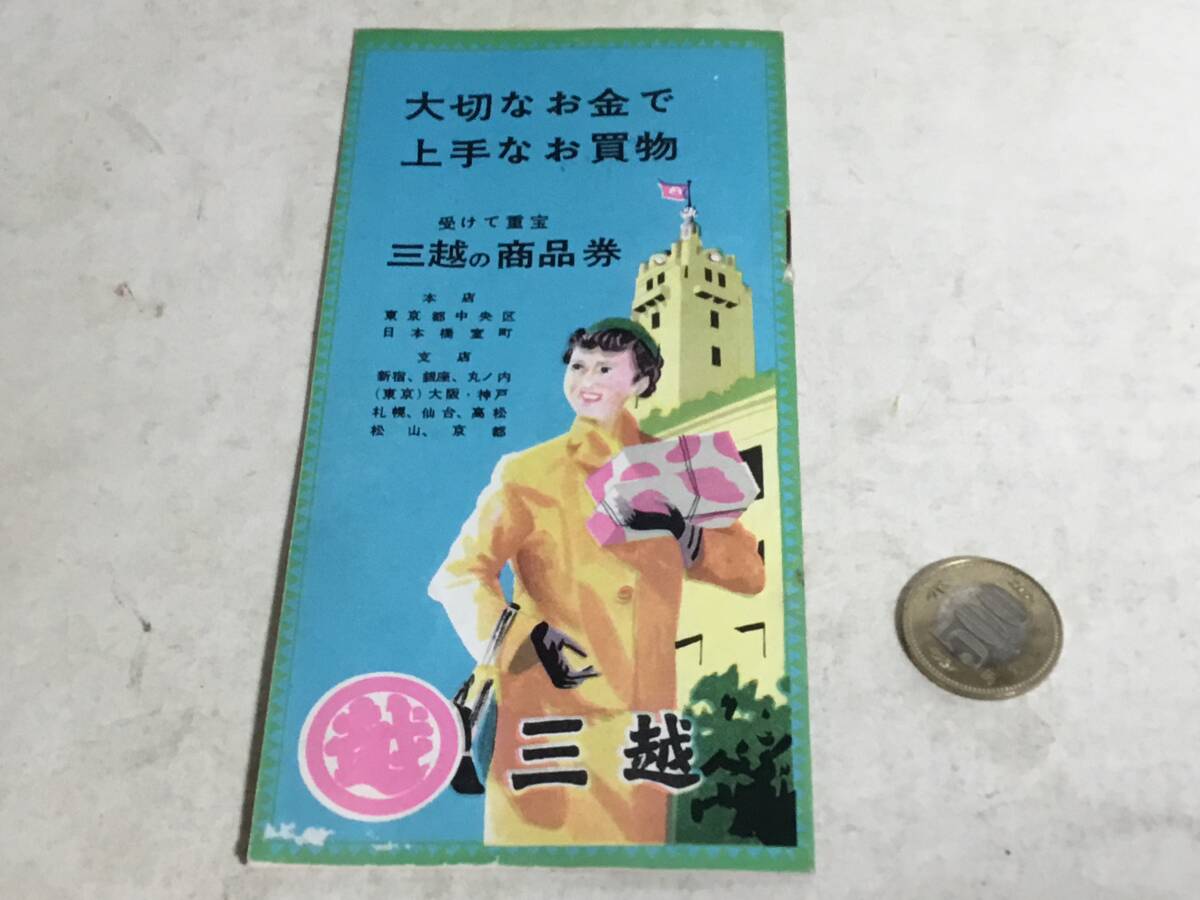 大切なお金で
上手なお買物
受けて重宝
三越の商品券
本店
東京都中央区
日本橋室町
支店
新宿、銀座、丸ノ内
(東京)大阪・神戸
札幌、仙台、高松
松山、京都
越
三越
500